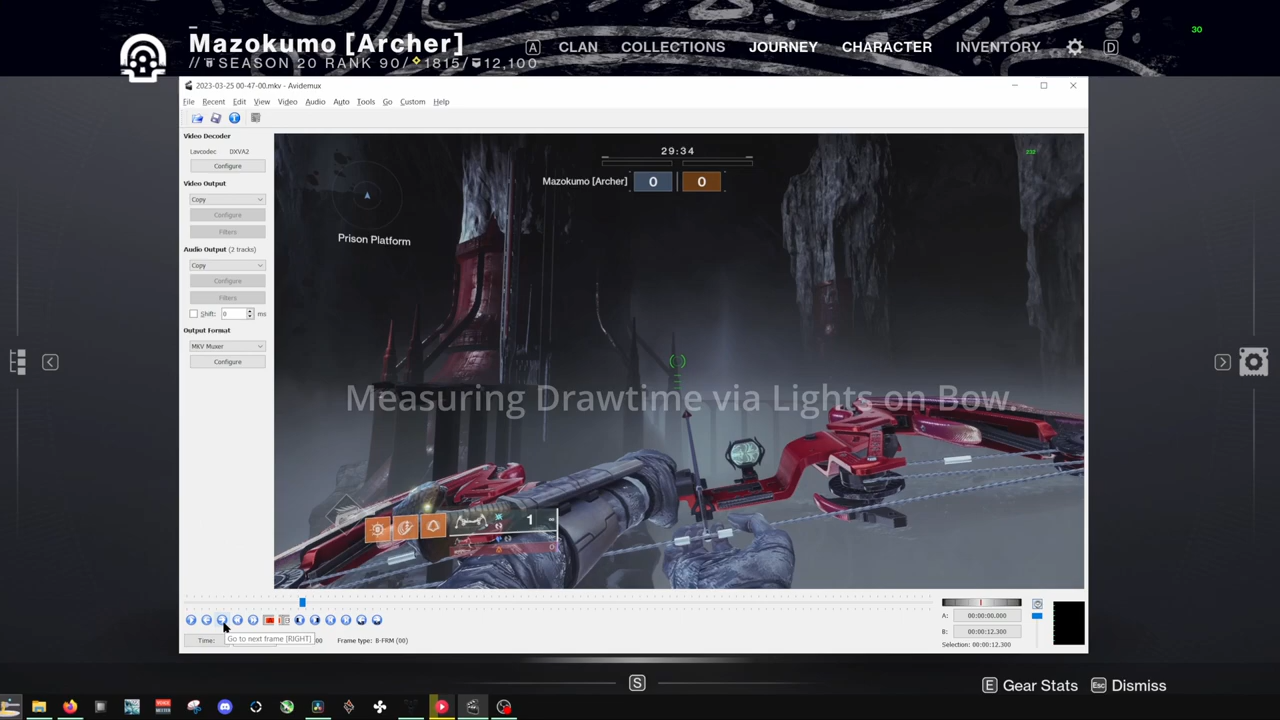 30
Mazokumo [Archer]
// SEASON 20 RANK 90/ 1815/ 12,100
A CLAN COLLECTIONS JOURNEY CHARACTER INVENTORY D
2023-03-25 00-47-00.mkv - Avidemux
File Recent Edit View Video Audio Auto Tools Go Custom Help
Video Decoder
Lavcodec DXVA2
Configure
Video Output
Copy
Configure
Filters
Audio Output (2 tracks)
Copy
Configure
Filters
Shift: 0 ms
Output Format
MKV Muxer
Configure
29:34
Mazokumo [Archer] 0 0
Prison Platform
Measuring Drawtime via Lights on Bow.
1
A: 00:00:00,000
B: 00:00:12,300
Selection: 00:00:12,300
Go to next frame [RIGHT]
Time: 00 Frame type: B-FRM (00)
S
E Gear Stats Esc Dismiss